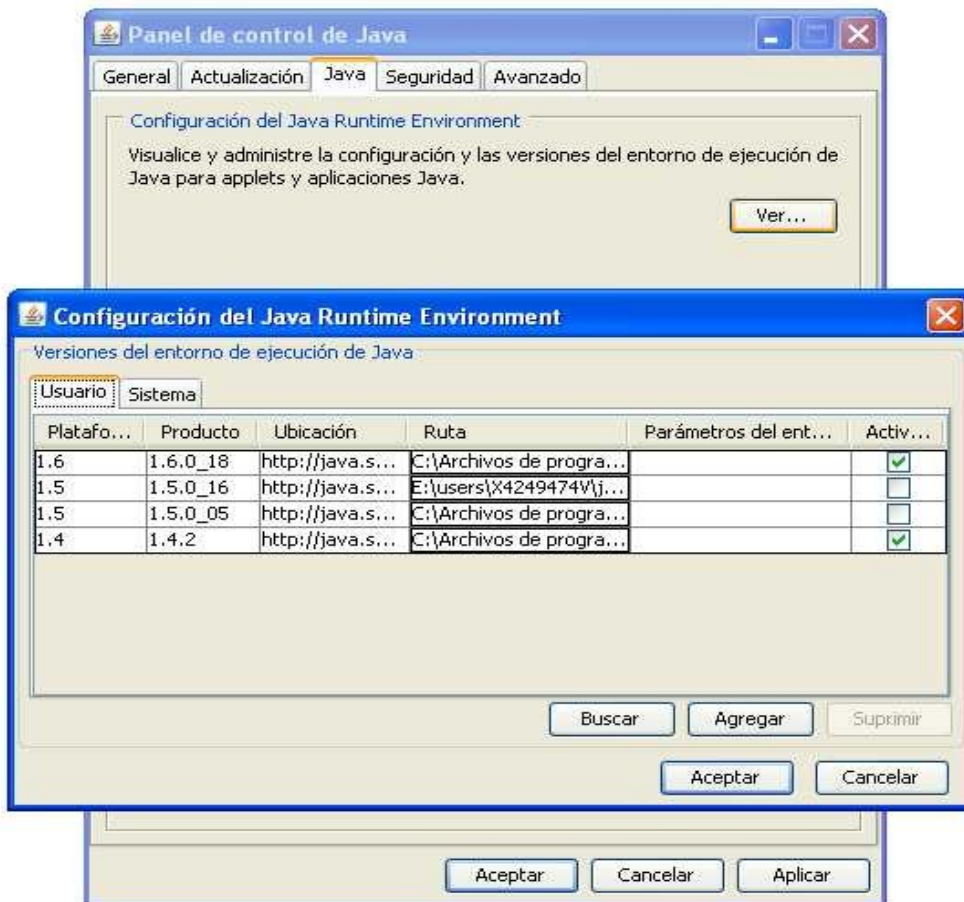 Panel de control de Java
General Actualización Java Seguridad Avanzado
Configuración del Java Runtime Environment
Visualice y administre la configuración y las versiones del entorno de ejecución de
Java para applets y aplicaciones Java.
Ver...
Configuración del Java Runtime Environment
Versiones del entorno de ejecución de Java
Usuario Sistema
Platafo... Producto Ubicación Ruta Parámetros del ent... Activ...
1.6 1.6.0_18 http://java.s... C:\Archivos de progra...
1.5 1.5.0_16 http://java.s... E:\users\X4249474V\j...
1.5 1.5.0_05 http://java.s... C:\Archivos de progra...
1.4 1.4.2 http://java.s... C:\Archivos de progra...
Buscar Agregar Suprimir
Aceptar Cancelar
Aceptar Cancelar Aplicar